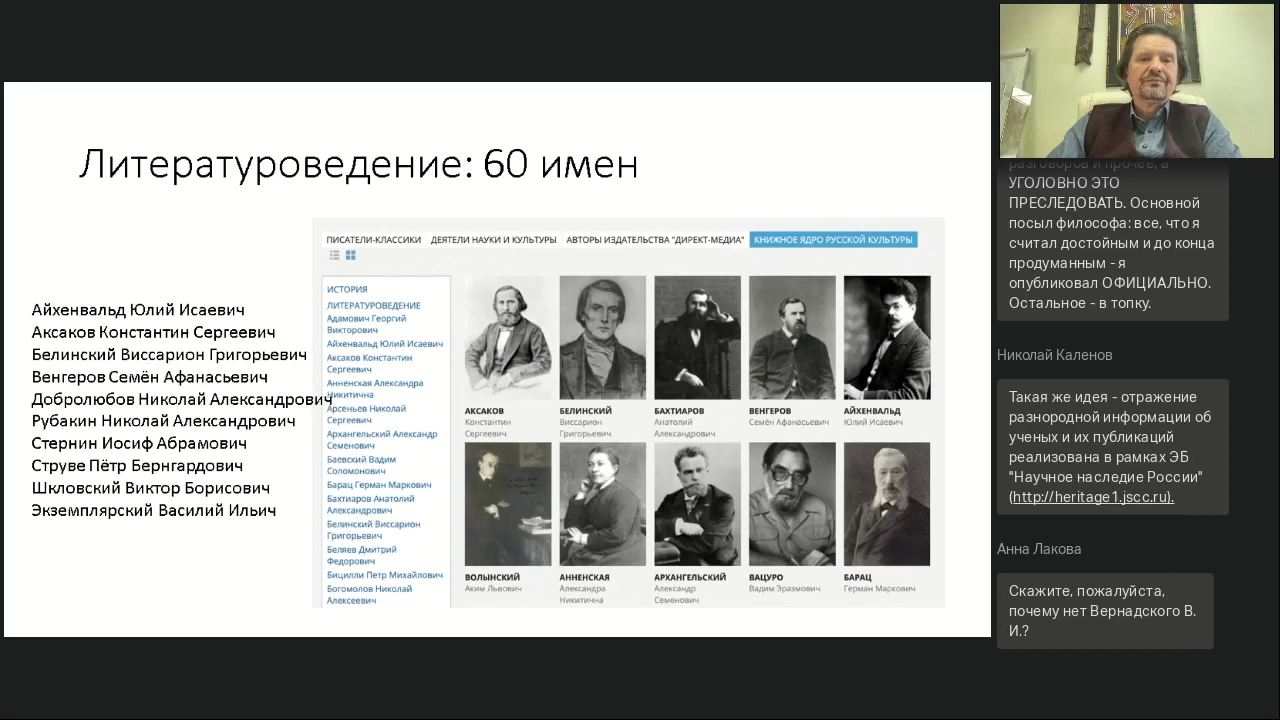 Литературоведение: 60 имен
Айхенвальд Юлий Исаевич
Аксаков Константин Сергеевич
Белинский Виссарион Григорьевич
Венгеров Семён Афанасьевич
Добролюбов Николай Александрович
Рубакин Николай Александрович
Стернин Иосиф Абрамович
Струве Пётр Бернгардович
Шкловский Виктор Борисович
Экземплярский Василий Ильич
ПИСАТЕЛИ-КЛАССИКИ ДЕЯТЕЛИ НАУКИ И КУЛЬТУРЫ АВТОРЫ ИЗДАТЕЛЬСТВА "ДИРЕКТ-МЕДИА" КНИЖНОЕ ЯДРО РУССКОЙ КУЛЬТУРЫ
ИСТОРИЯ
ЛИТЕРАТУРОВЕДЕНИЕ
Адамович Георгий
Викторович
Айхенвальд Юлий Исаевич
Аксаков Константин
Сергеевич
Анненская Александра
Никитична
Арсеньев Николай
Сергеевич
Архангельский Александр
Семенович
Баевский Вадим
Соломонович
Барац Герман Маркович
Бахтиаров Анатолий
Александрович
Белинский Виссарион
Григорьевич
Беляев Дмитрий
Федорович
Бицилли Петр Михайлович
Богомолов Николай
Алексеевич
АКСАКОВ
Константин
Сергеевич
БЕЛИНСКИЙ
Виссарион
Григорьевич
БАХТИАРОВ
Анатолий
Александрович
ВЕНГЕРОВ
Семён Афанасьевич
АЙХЕНВАЛЬД
Юлий Исаевич
ВОЛЫНСКИЙ
Аким Львович
АННЕНСКАЯ
Александра
Никитична
АРХАНГЕЛЬСКИЙ
Александр
Семенович
ВАЦУРО
Вадим Эразмович
БАРАЦ
Герман Маркович
разговоров и прочее, а
УГОЛОВНО ЭТО
ПРЕСЛЕДОВАТЬ. Основной
посыл философа: все, что я
считал достойным и до конца
продуманным - я
опубликовал ОФИЦИАЛЬНО.
Остальное - в топку.
Николай Каленов
Такая же идея - отражение
разнородной информации об
ученых и их публикаций
реализована в рамках ЭБ
"Научное наследие России"
(http://heritage1.jscc.ru).
Анна Лакова
Скажите, пожалуйста,
почему нет Вернадского В.
И.?